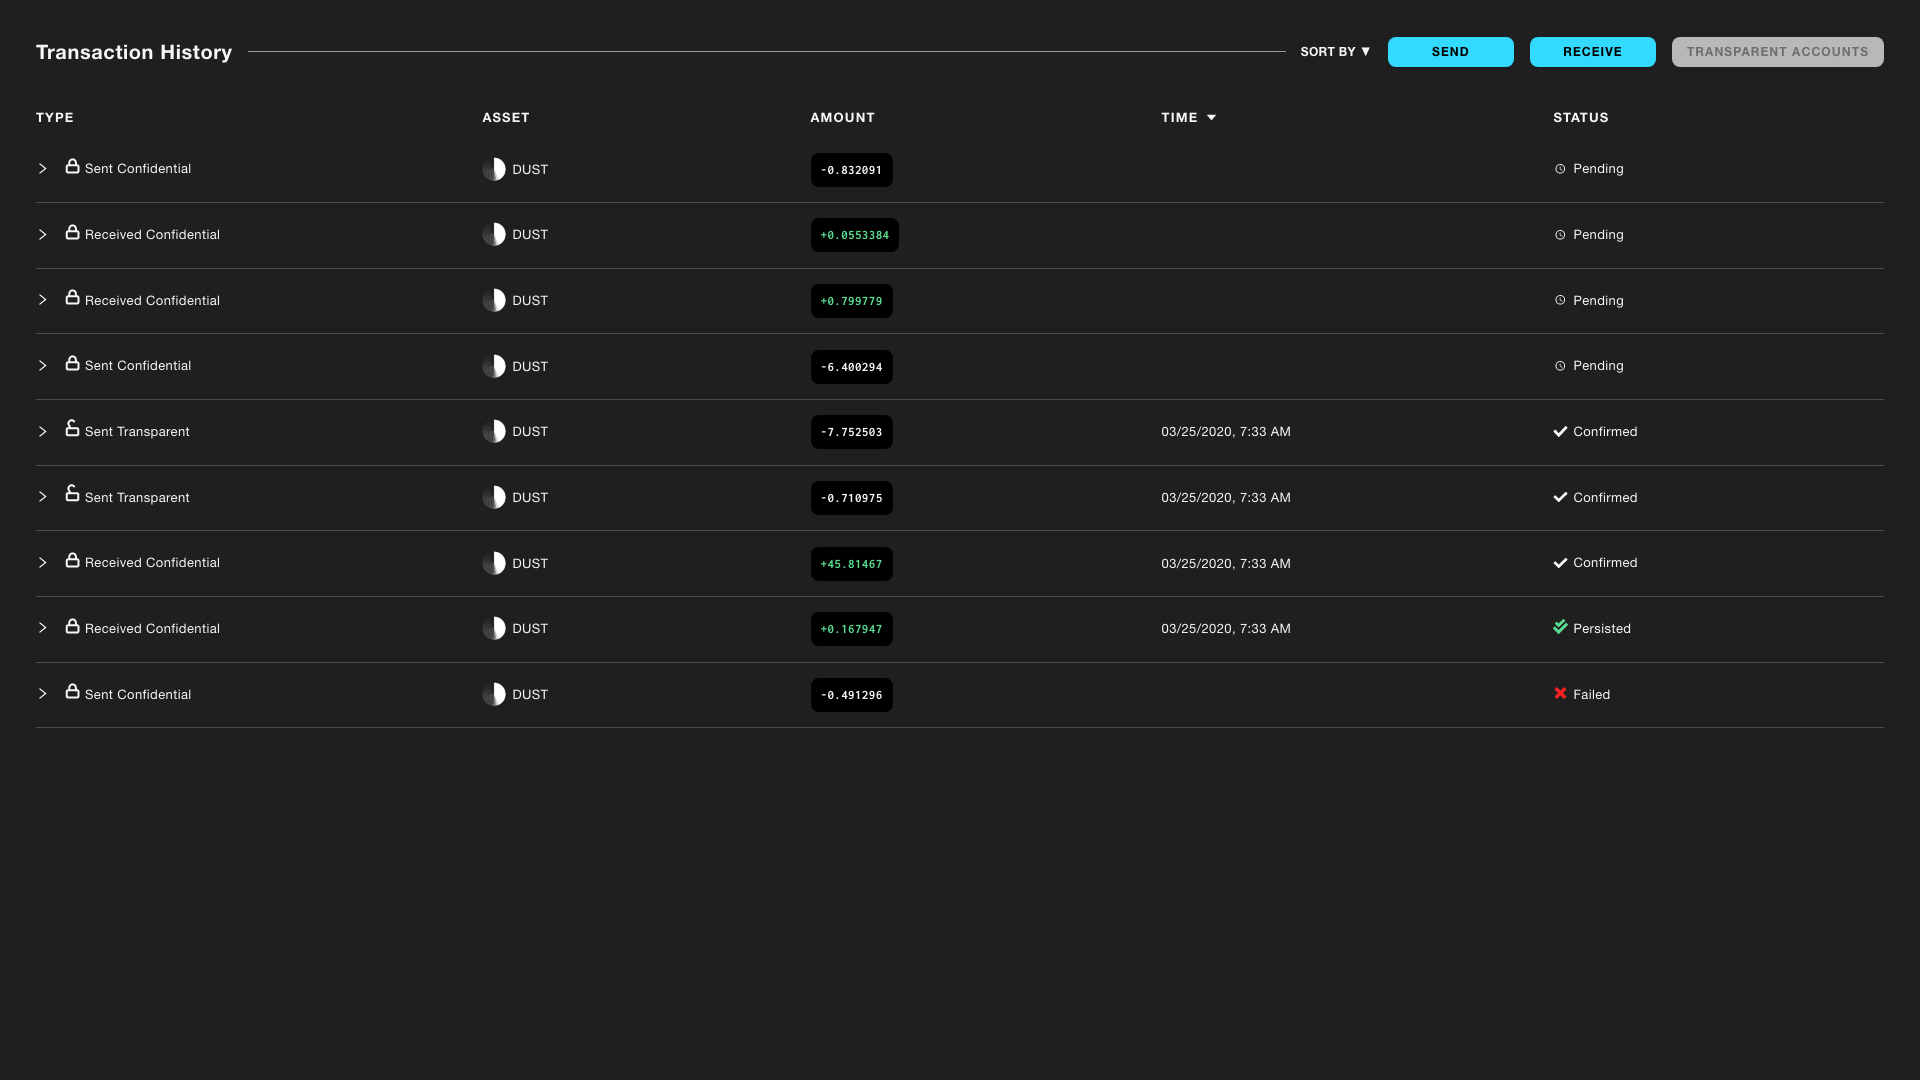 Transaction History SORT BY ▼ SEND RECEIVE TRANSPARENT ACCOUNTS
TYPE ASSET AMOUNT TIME STATUS
Sent Confidential DUST -0.832091 Pending
Received Confidential DUST +0.0553384 Pending
Received Confidential DUST +0.799779 Pending
Sent Confidential DUST -6.400294 Pending
Sent Transparent DUST -7.752503 03/25/2020, 7:33 AM Confirmed
Sent Transparent DUST -0.710975 03/25/2020, 7:33 AM Confirmed
Received Confidential DUST +45.81467 03/25/2020, 7:33 AM Confirmed
Received Confidential DUST +0.167947 03/25/2020, 7:33 AM Persisted
Sent Confidential DUST -0.491296 Failed